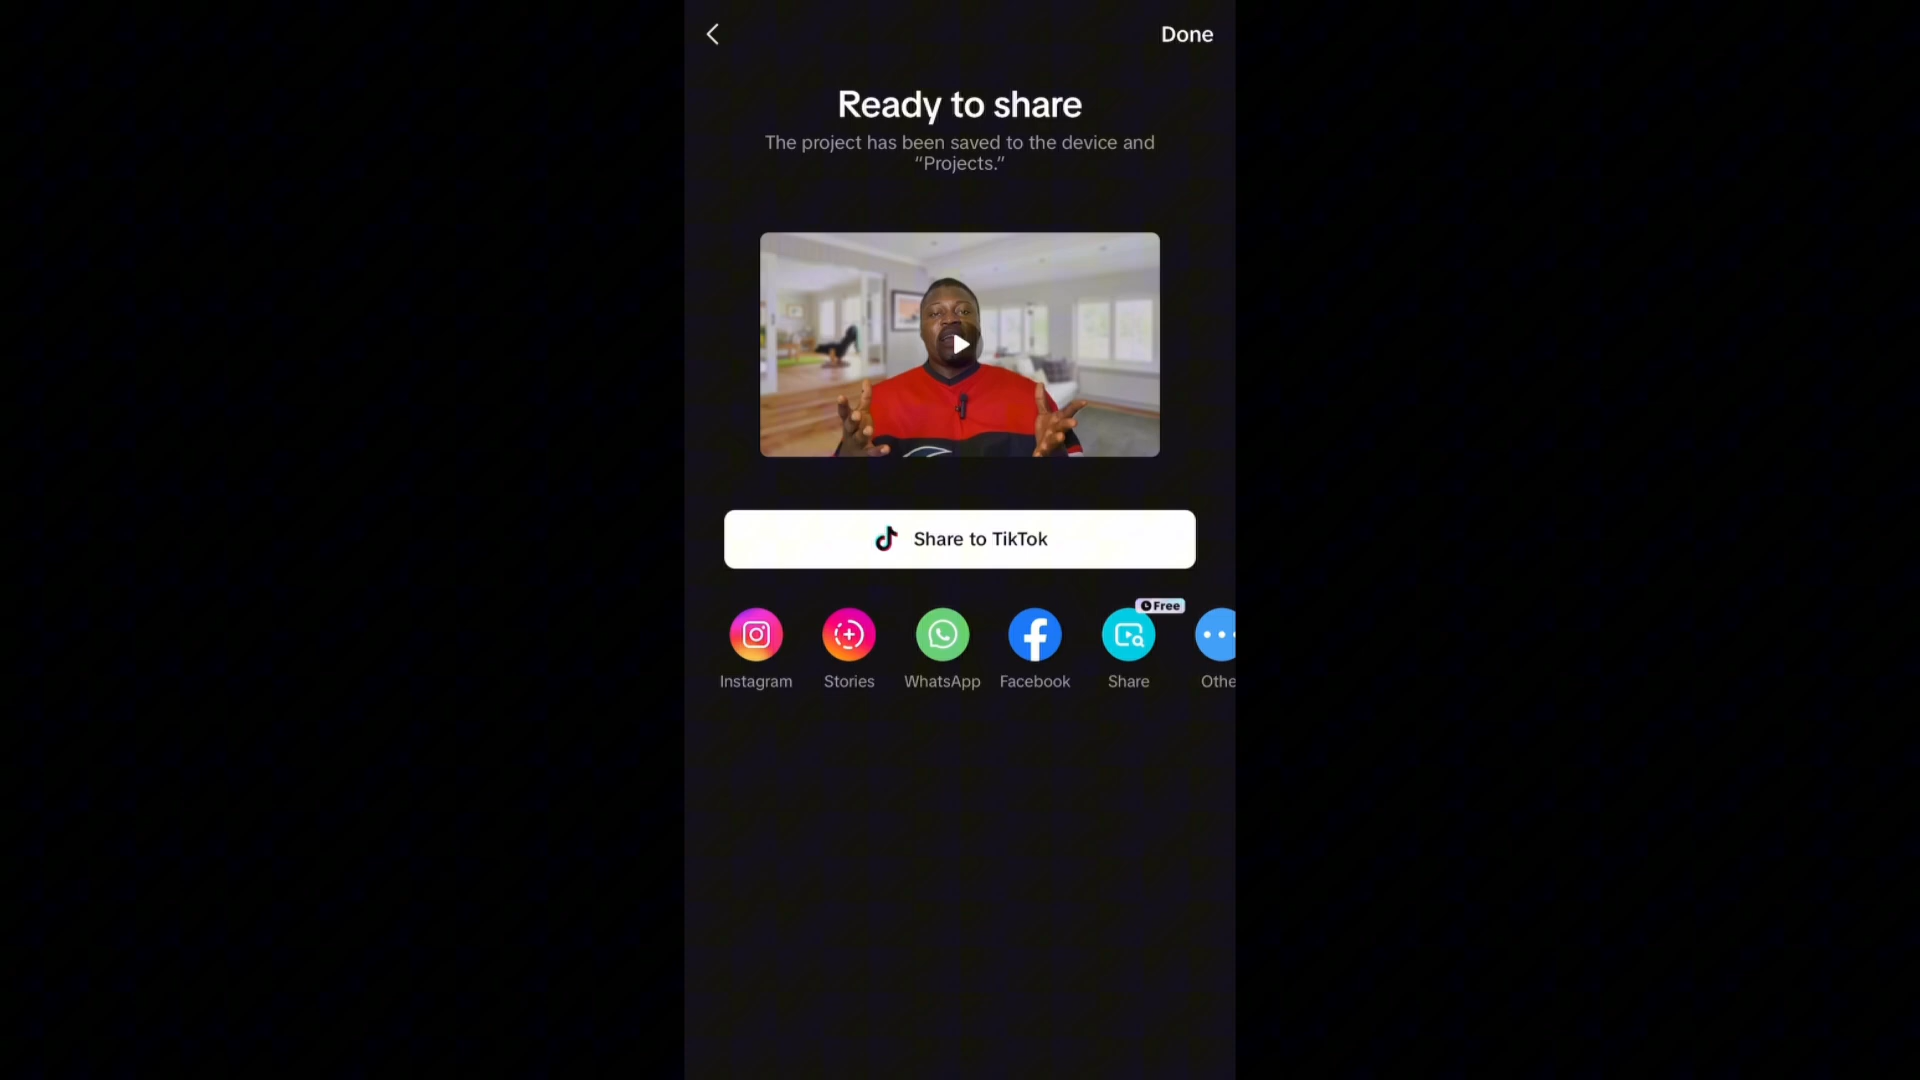 Done
Ready to share
The project has been saved to the device and
“Projects.”
Share to TikTok
Free
Instagram
Stories
WhatsApp
Facebook
Share
Othe